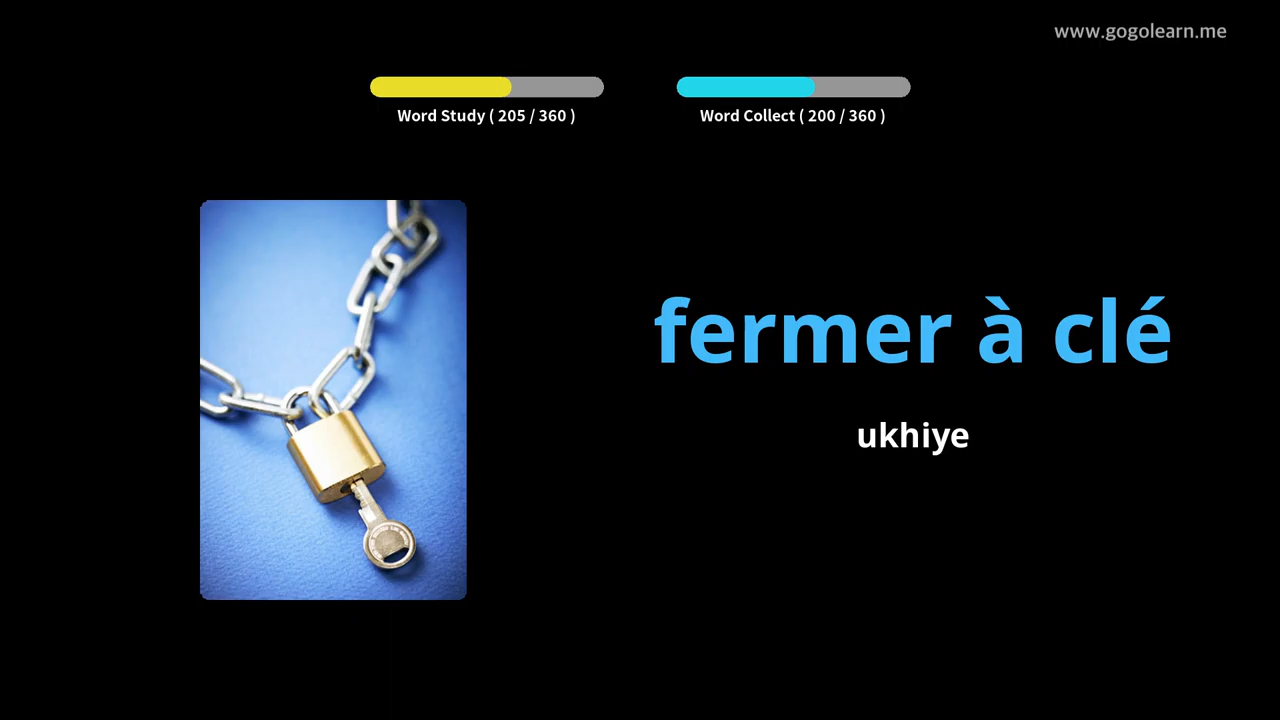 www.gogolearn.me
Word Study ( 205 / 360 )
Word Collect ( 200 / 360 )
fermer à clé
ukhiye